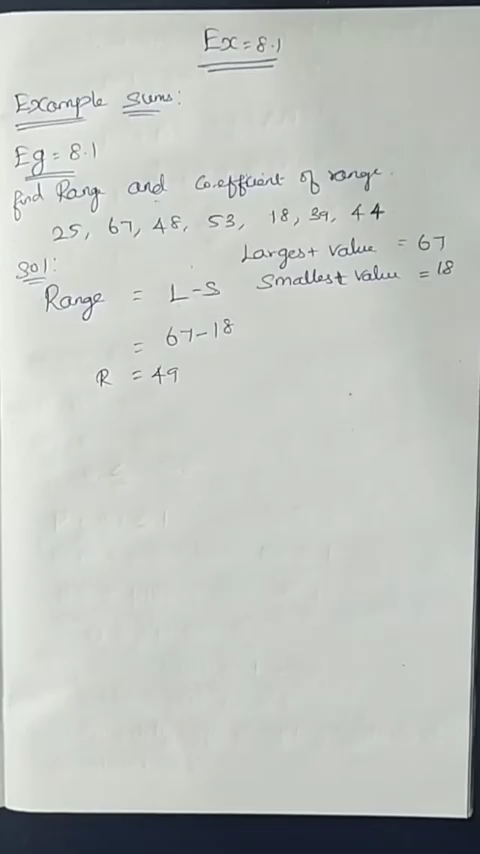 Ex = 8.1
Example Sums:
Eg = 8.1
find Range and Co.efficient of range.
25, 67, 48, 53, 18, 39, 44
Sol:
Largest value = 67
Range = L-S
Smallest value = 18
= 67-18
R = 49